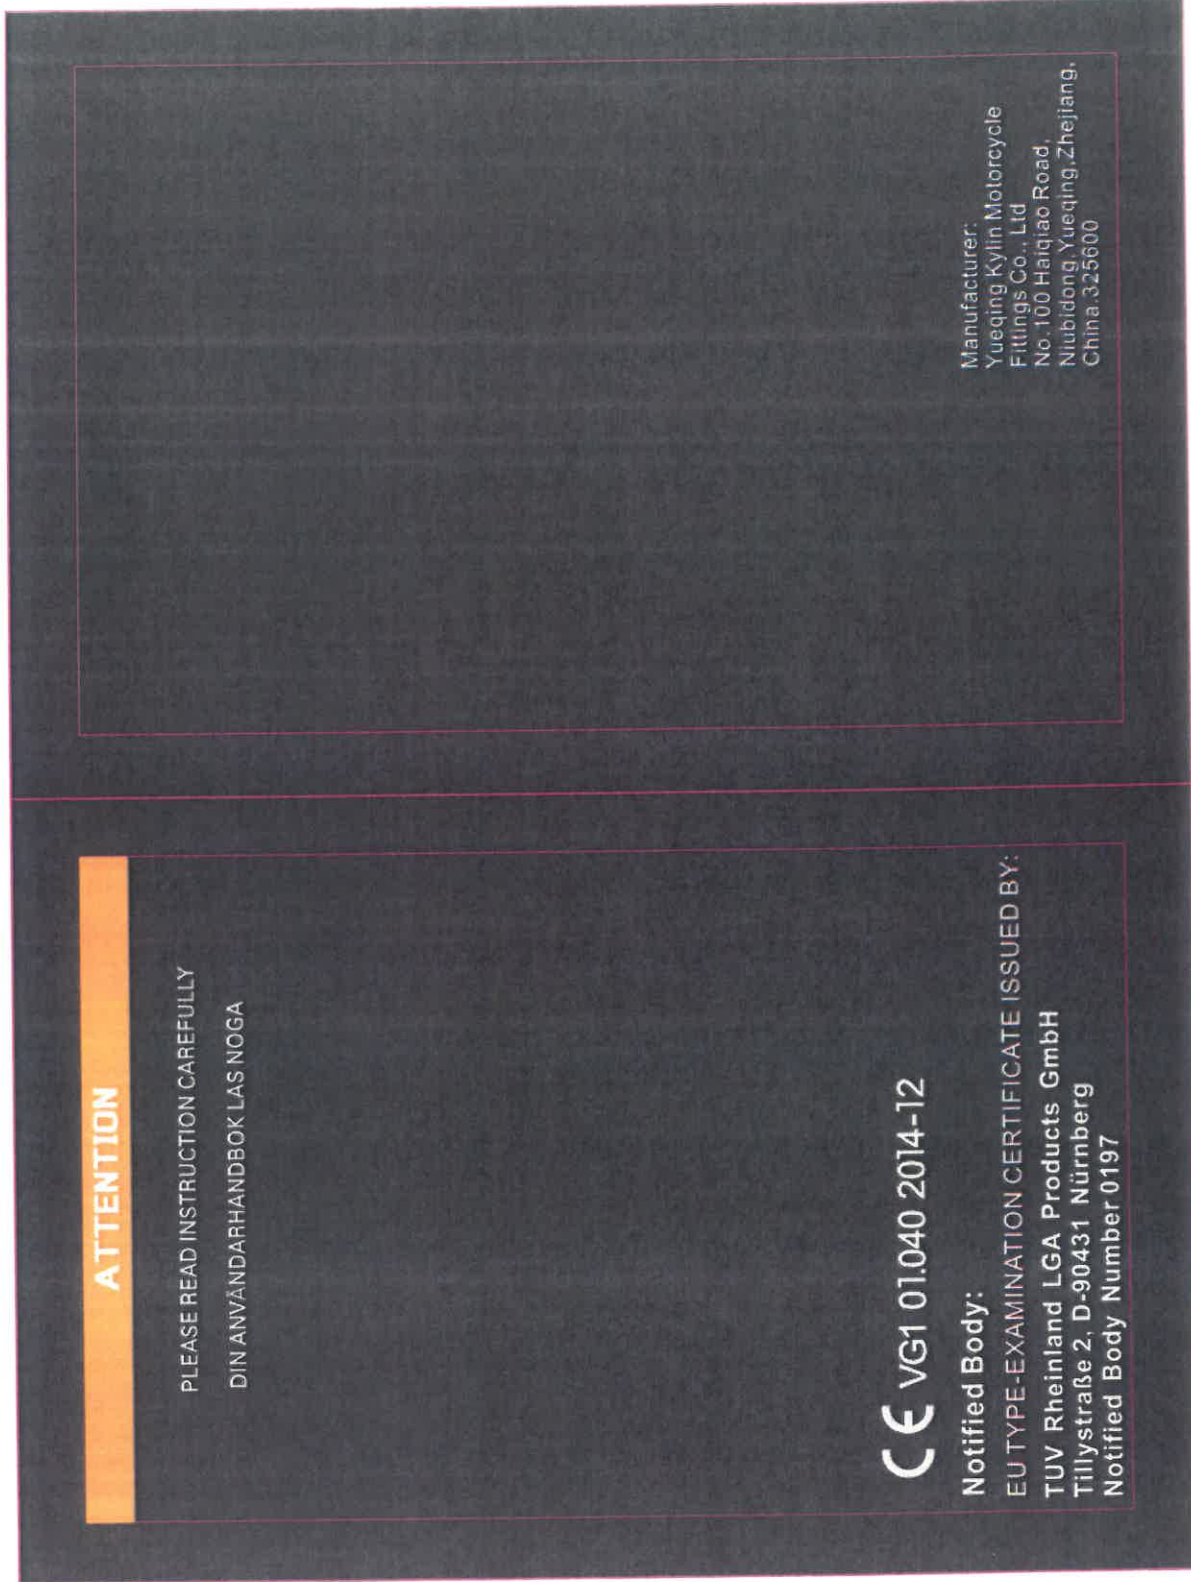 ATTENTION
PLEASE READ INSTRUCTION CAREFULLY
DIN ANVÄNDARHANDBOK LAS NOGA
CE VG1 01.040 2014-12
Notified Body:
EU TYPE-EXAMINATION CERTIFICATE ISSUED BY:
TUV Rheinland LGA Products GmbH
Tillystraße 2, D-90431 Nürnberg
Notified Body Number 0197
Manufacturer:
Yueqing Kylin Motorcycle
Fittings Co., Ltd
No.100 Haiqiao Road,
Niubidong,Yueqing,Zhejiang,
China.325600